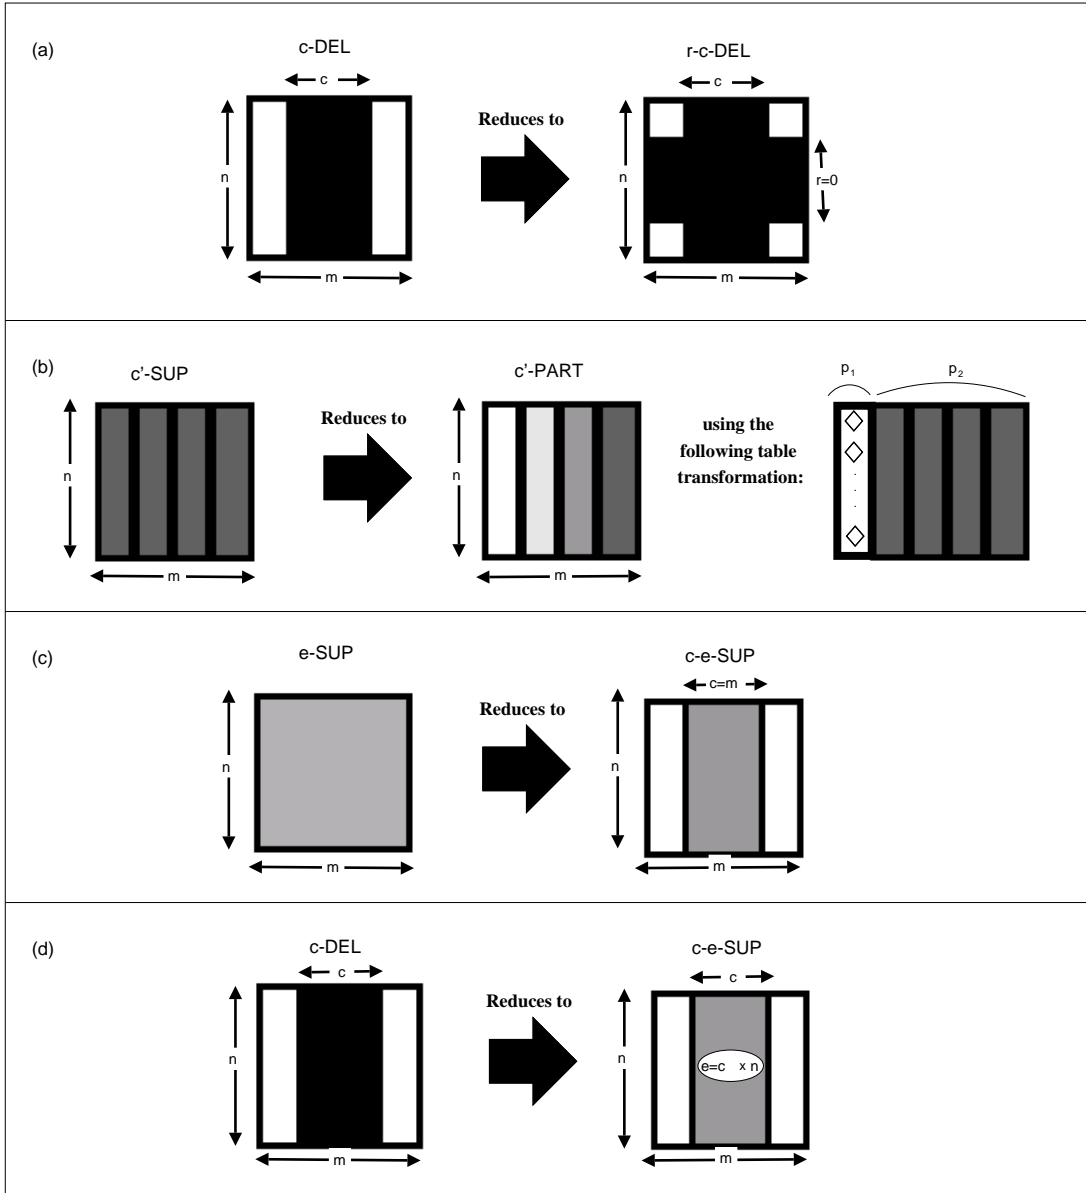 (a)
c-DEL
c
n
m
Reduces to
r-c-DEL
c
n
r=0
m
(b)
c'-SUP
n
m
Reduces to
c'-PART
n
m
using the
following table
transformation:
p1
p2
(c)
e-SUP
n
m
Reduces to
c-e-SUP
c=m
n
m
(d)
c-DEL
c
n
m
Reduces to
c-e-SUP
c
n
e=c x n
m